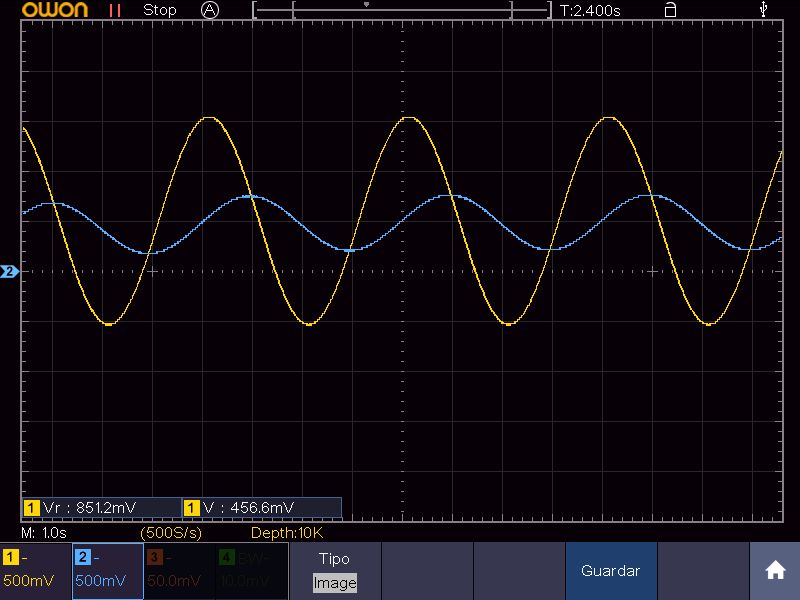 OWON Stop A T:2.400s
2
1 Vr : 851.2mV 1 V : 456.6mV
M: 1.0s (500S/s) Depth:10K
1 - 2 - 3 - 4 BW- Tipo
500mV 500mV 50.0mV 10.0mV Image Guardar